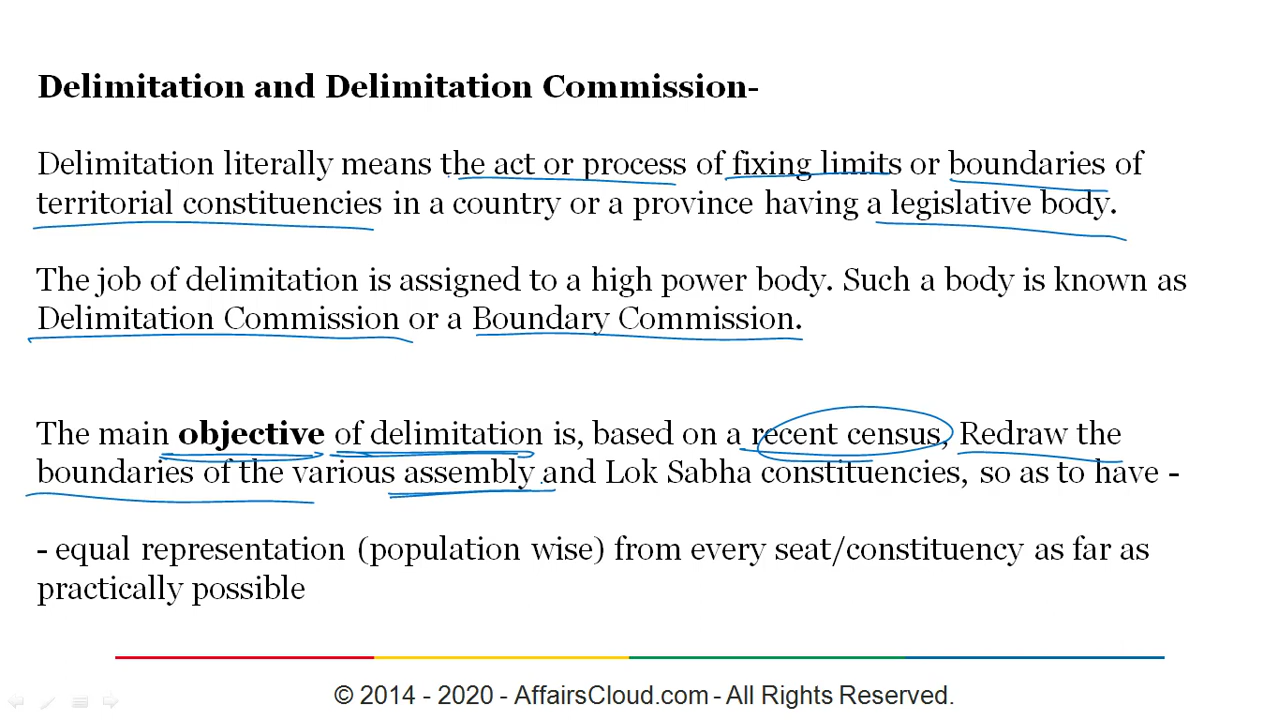 Delimitation and Delimitation Commission-
Delimitation literally means the act or process of fixing limits or boundaries of
territorial constituencies in a country or a province having a legislative body.
The job of delimitation is assigned to a high power body. Such a body is known as
Delimitation Commission or a Boundary Commission.
The main objective of delimitation is, based on a recent census, Redraw the
boundaries of the various assembly and Lok Sabha constituencies, so as to have -
- equal representation (population wise) from every seat/constituency as far as
practically possible
© 2014 - 2020 - AffairsCloud.com - All Rights Reserved.